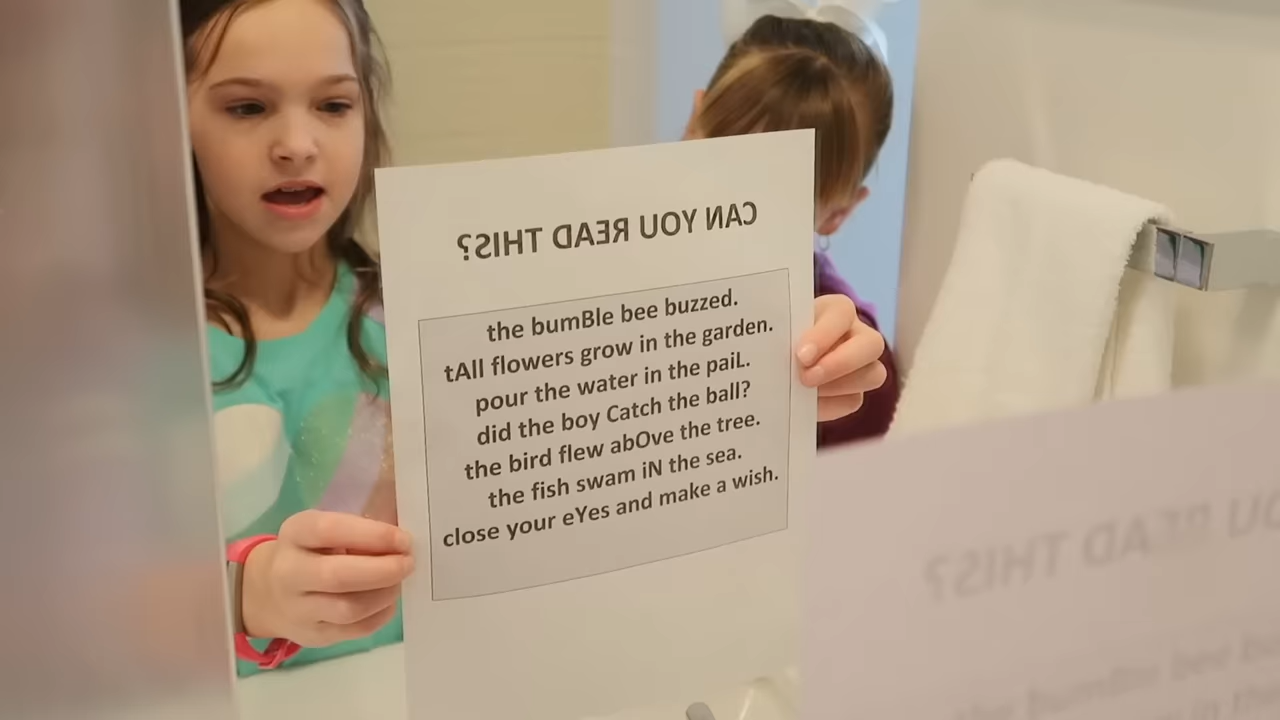 CAN YOU READ THIS?
the bumBle bee buzzed.
tAll flowers grow in the garden.
pour the water in the paiL.
did the boy Catch the ball?
the bird flew abOve the tree.
the fish swam iN the sea.
close your eYes and make a wish.
READ THIS?